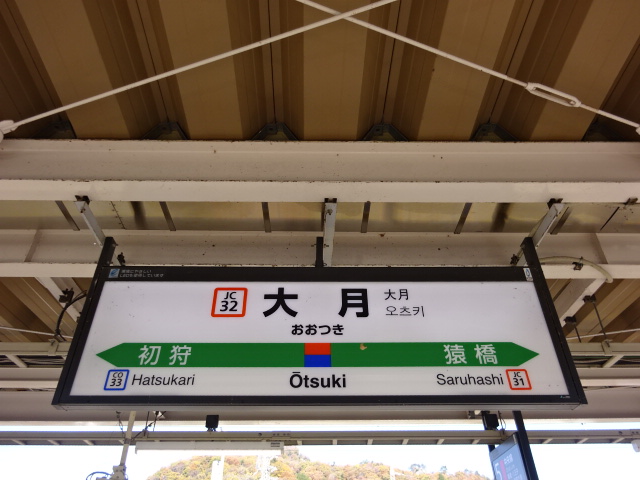 JC
32
大月
おおつき
大月
오츠키
初狩
猿橋
CO
33
Hatsukari
Ōtsuki
Saruhashi
JC
31